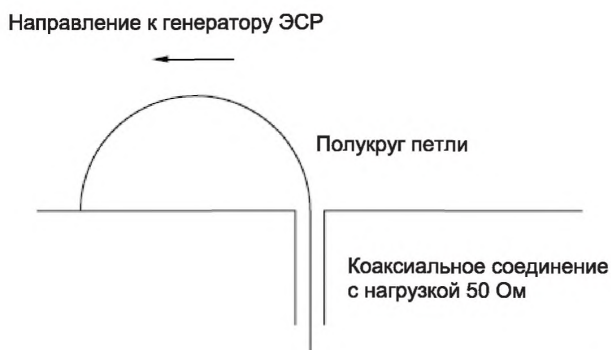 Направление к генератору ЭСР
Полукруг петли
Коаксиальное соединение
с нагрузкой 50 Ом